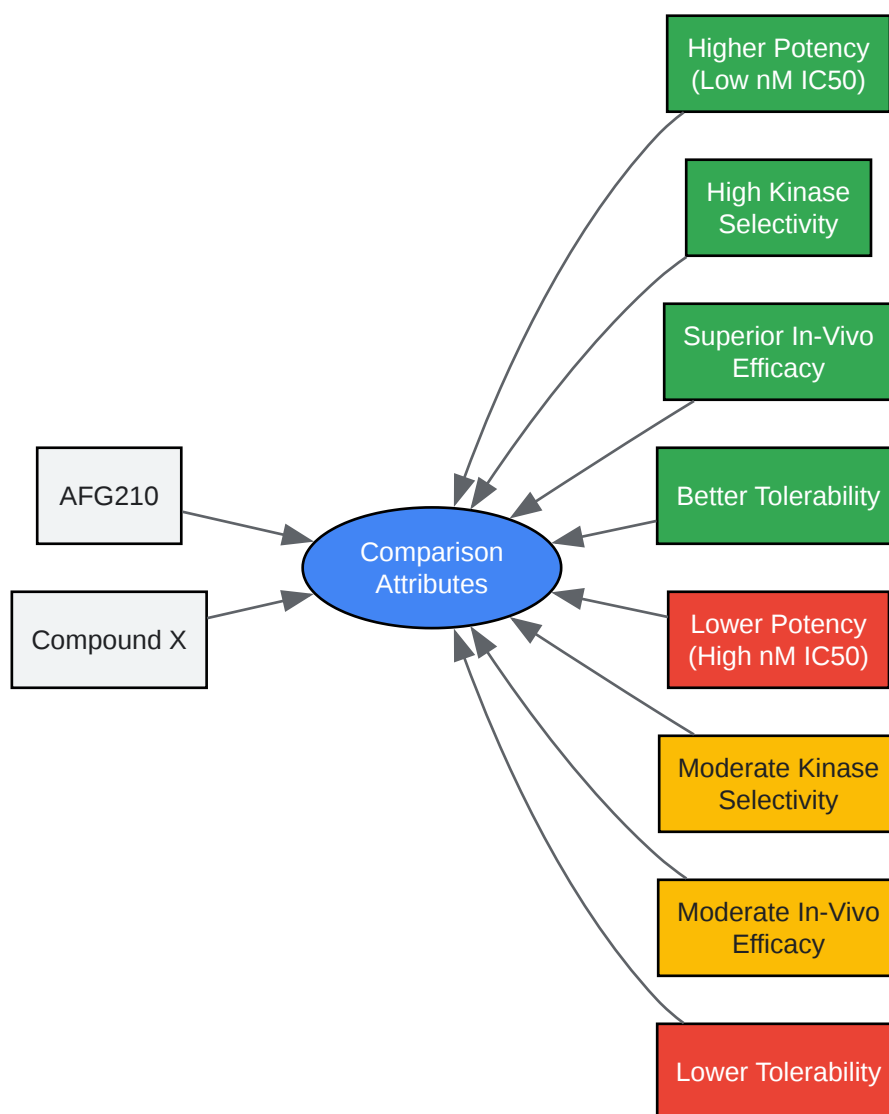 AFG210
Compound X
Comparison
Attributes
Higher Potency
(Low nM IC50)
High Kinase
Selectivity
Superior In-Vivo
Efficacy
Better Tolerability
Lower Potency
(High nM IC50)
Moderate Kinase
Selectivity
Moderate In-Vivo
Efficacy
Lower Tolerability